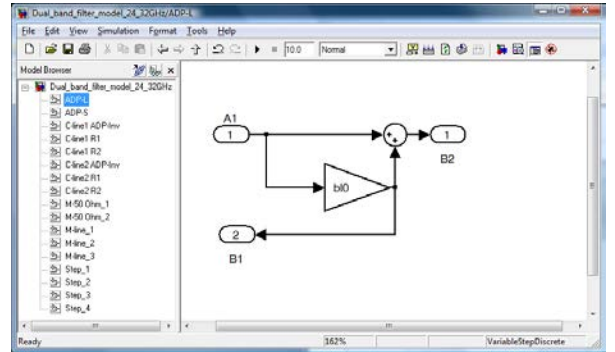 Dual_band_filter_model_24_32GHz/ADP-L
File Edit View Simulation Format Tools Help
10.0 Normal
Model Browser
Dual_band_filter_model_24_32GHz
ADP-L
ADP-S
C-line1 ADP-Inv
C-line1 R1
C-line1 R2
C-line2 ADP-Inv
C-line2 R1
C-line2 R2
M-50 Ohm_1
M-50 Ohm_2
M-line_1
M-line_2
M-line_3
Step_1
Step_2
Step_3
Step_4
A1
1
1
B2
bl0
2
B1
Ready 162% VariableStepDiscrete